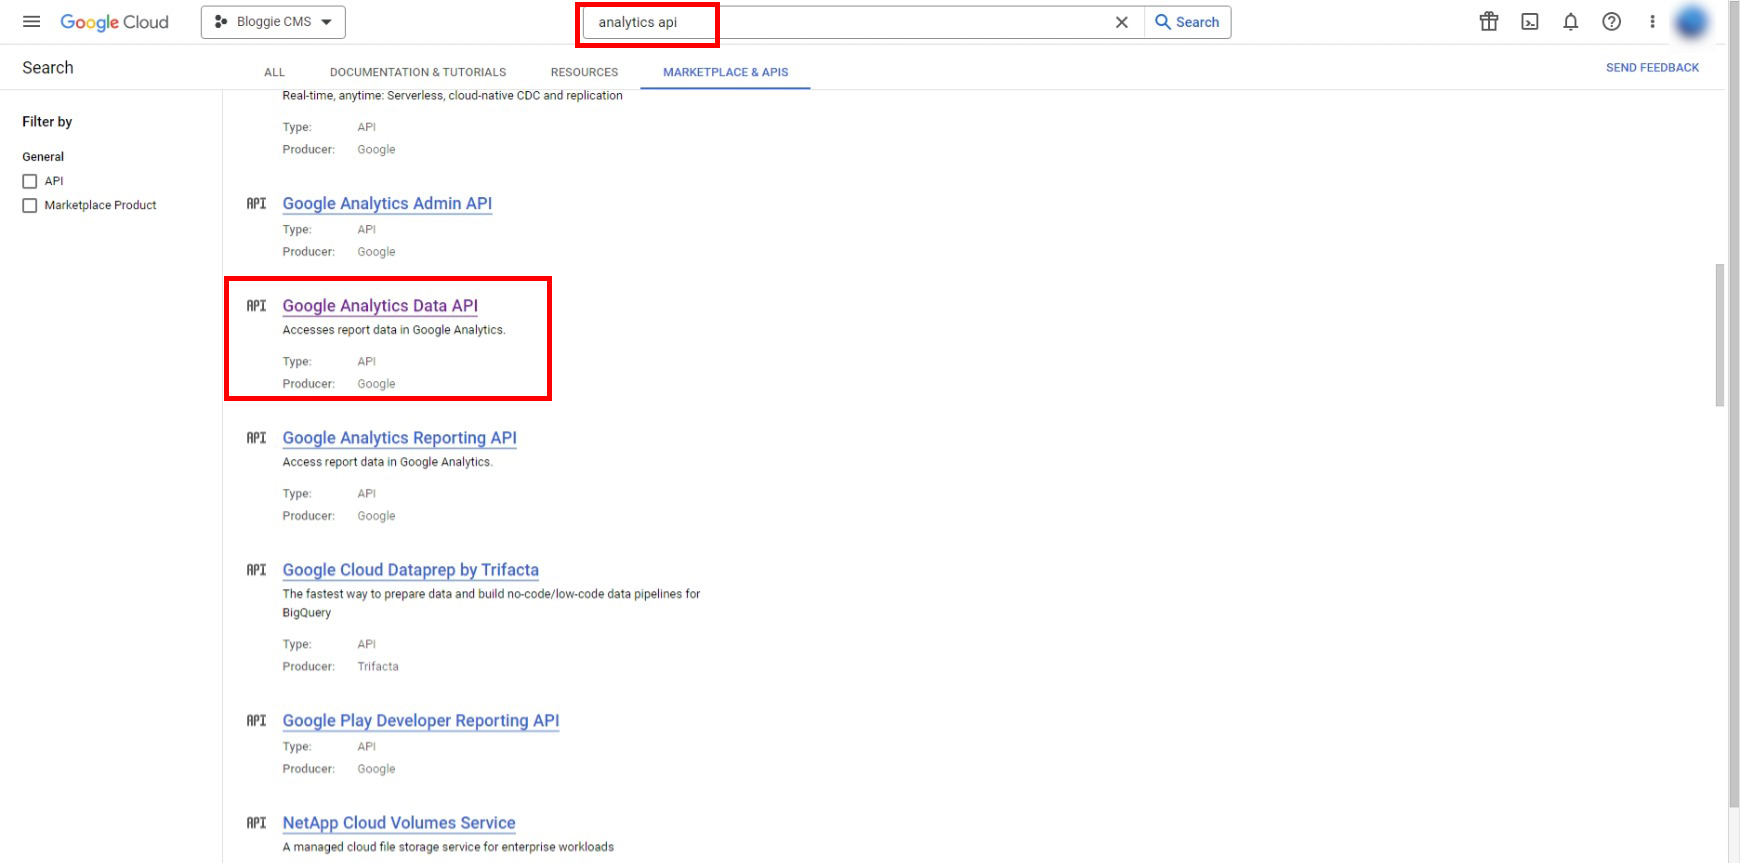 Google Cloud
Bloggie CMS
analytics api
Search
Search
ALL
DOCUMENTATION & TUTORIALS
RESOURCES
MARKETPLACE & APIS
SEND FEEDBACK
Filter by
General
API
Marketplace Product
Real-time, anytime: Serverless, cloud-native CDC and replication
Type: API
Producer: Google
API Google Analytics Admin API
Type: API
Producer: Google
API Google Analytics Data API
Accesses report data in Google Analytics.
Type: API
Producer: Google
API Google Analytics Reporting API
Access report data in Google Analytics.
Type: API
Producer: Google
API Google Cloud Dataprep by Trifacta
The fastest way to prepare data and build no-code/low-code data pipelines for
BigQuery
Type: API
Producer: Trifacta
API Google Play Developer Reporting API
Type: API
Producer: Google
API NetApp Cloud Volumes Service
A managed cloud file storage service for enterprise workloads